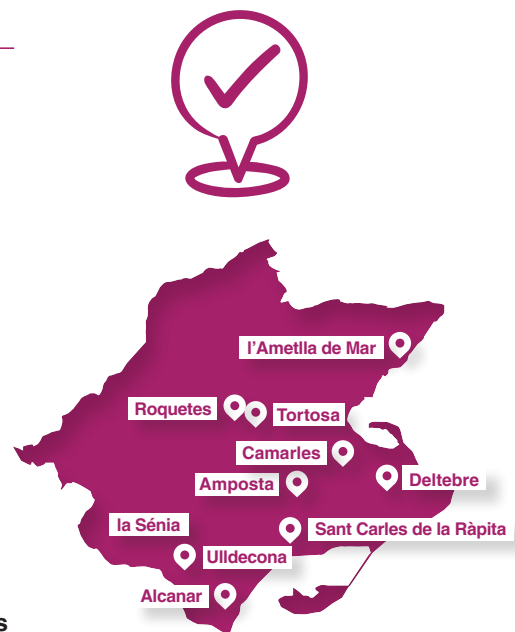 l'Ametlla de Mar
Roquetes
Tortosa
Camarles
Amposta
Deltebre
la Sénia
Sant Carles de la Ràpita
Ulldecona
Alcanar
s